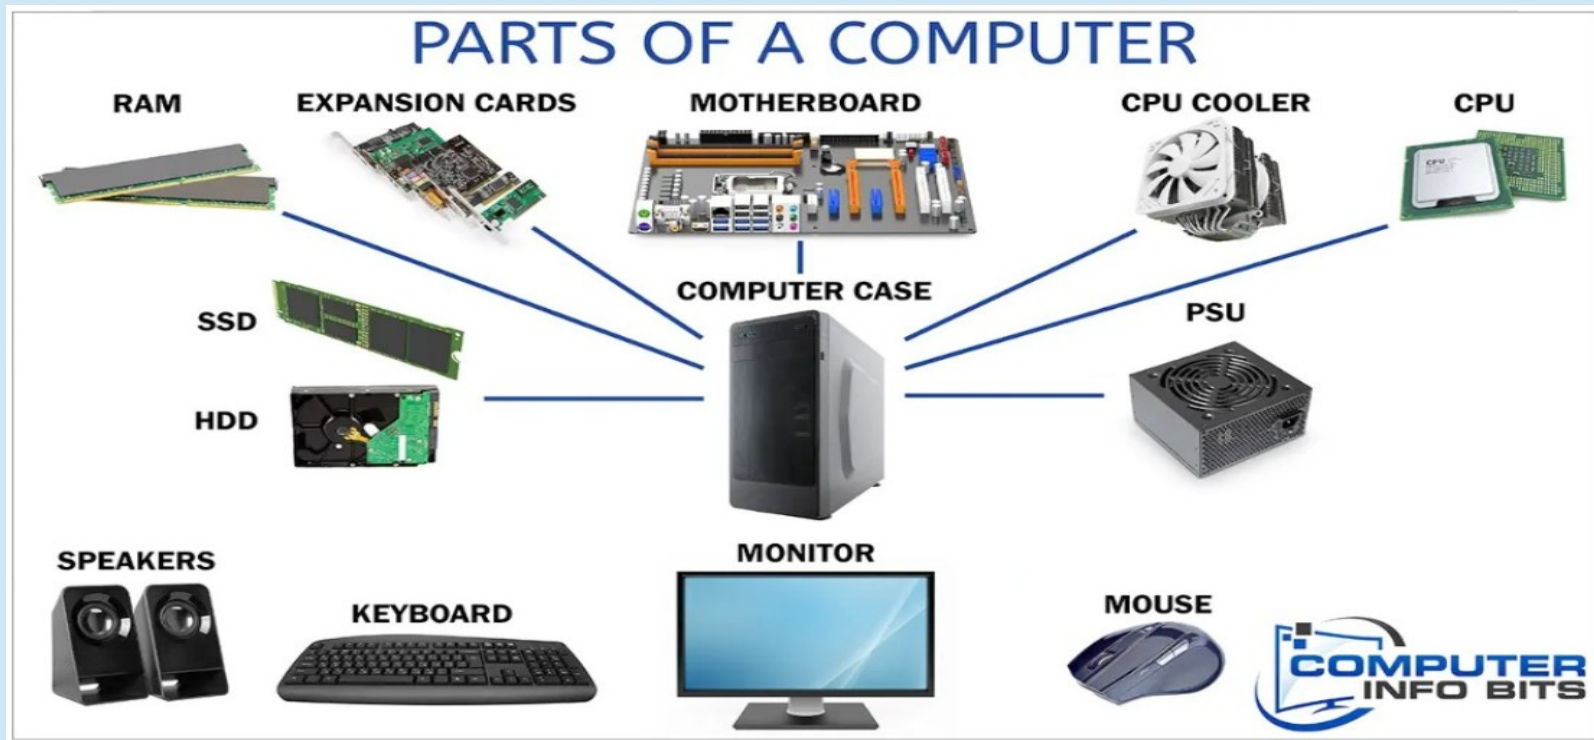 PARTS OF A COMPUTER
RAM
EXPANSION CARDS
MOTHERBOARD
CPU COOLER
CPU
COMPUTER CASE
SSD
PSU
HDD
SPEAKERS
KEYBOARD
MONITOR
MOUSE
COMPUTER
INFO BITS